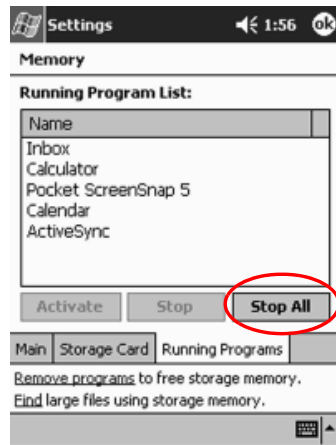 Settings 1:56 ok
Memory
Running Program List:
Name
Inbox
Calculator
Pocket ScreenSnap 5
Calendar
ActiveSync
Activate Stop Stop All
Main Storage Card Running Programs
Remove programs to free storage memory.
Find large files using storage memory.